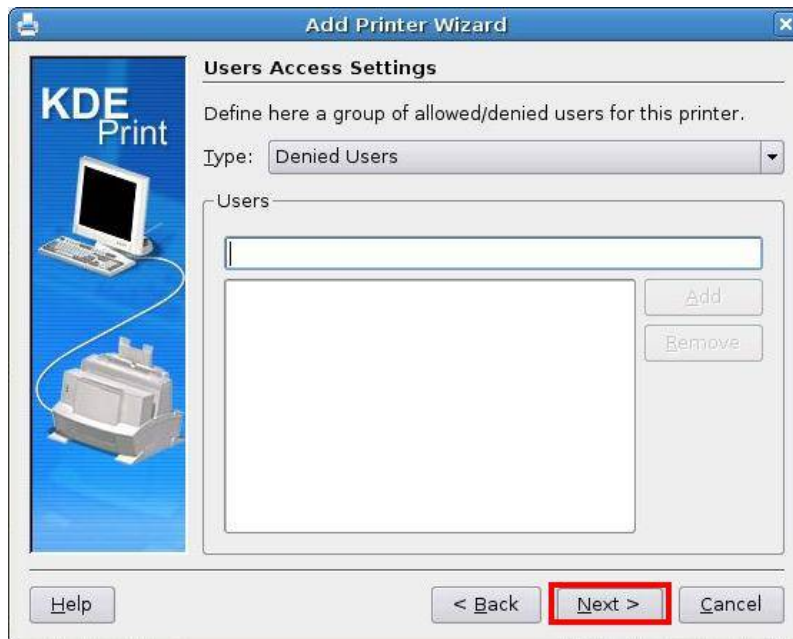 Add Printer Wizard
KDE
Print
Users Access Settings
Define here a group of allowed/denied users for this printer.
Type: Denied Users
Users
Add
Remove
Help
< Back
Next >
Cancel